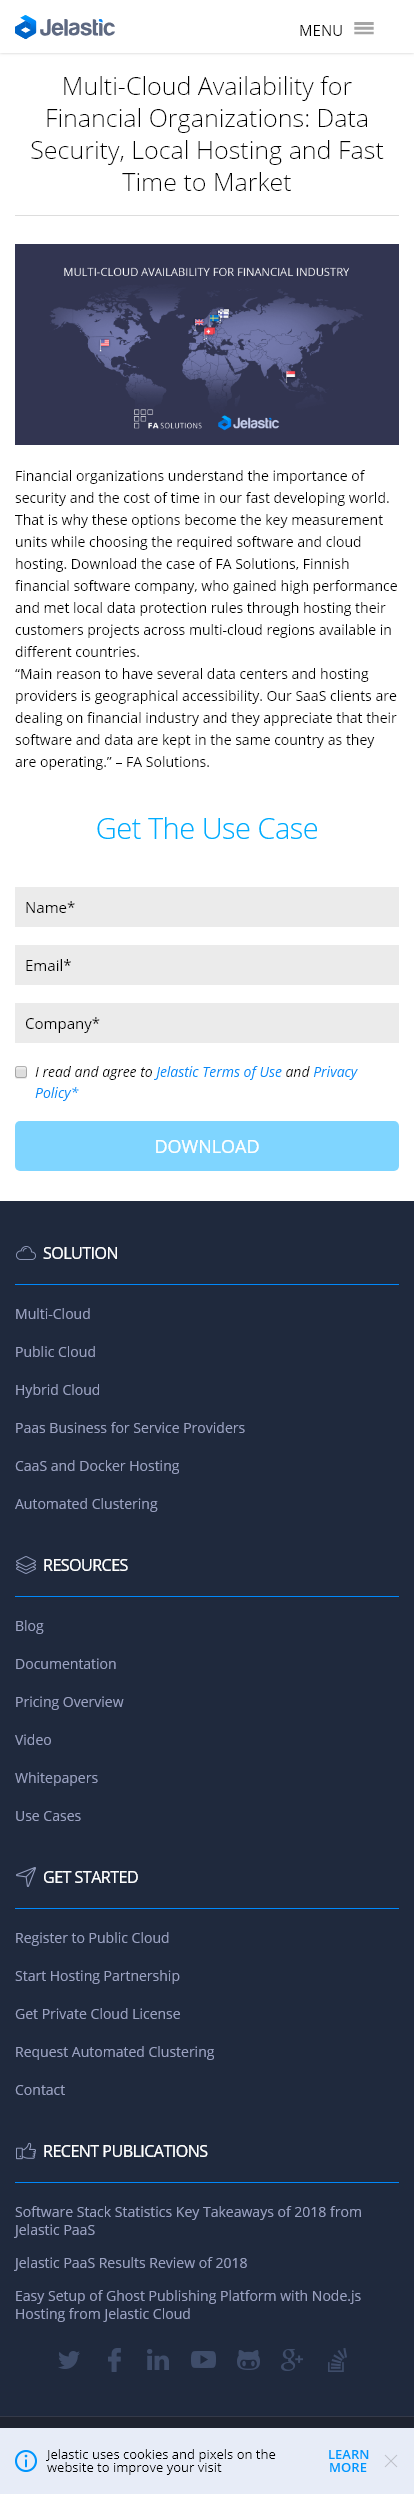 Jelastic
MENU
Multi-Cloud Availability for
Financial Organizations: Data
Security, Local Hosting and Fast
Time to Market
MULTI-CLOUD AVAILABILITY FOR FINANCIAL INDUSTRY
FA SOLUTIONS
Jelastic
Financial organizations understand the importance of
security and the cost of time in our fast developing world.
That is why these options become the key measurement
units while choosing the required software and cloud
hosting. Download the case of FA Solutions, Finnish
financial software company, who gained high performance
and met local data protection rules through hosting their
customers projects across multi-cloud regions available in
different countries.
“Main reason to have several data centers and hosting
providers is geographical accessibility. Our SaaS clients are
dealing on financial industry and they appreciate that their
software and data are kept in the same country as they
are operating.” – FA Solutions.
Get The Use Case
Name*
Email*
Company*
I read and agree to Jelastic Terms of Use and Privacy
Policy*
DOWNLOAD
SOLUTION
Multi-Cloud
Public Cloud
Hybrid Cloud
Paas Business for Service Providers
CaaS and Docker Hosting
Automated Clustering
RESOURCES
Blog
Documentation
Pricing Overview
Video
Whitepapers
Use Cases
GET STARTED
Register to Public Cloud
Start Hosting Partnership
Get Private Cloud License
Request Automated Clustering
Contact
RECENT PUBLICATIONS
Software Stack Statistics Key Takeaways of 2018 from
Jelastic PaaS
Jelastic PaaS Results Review of 2018
Easy Setup of Ghost Publishing Platform with Node.js
Hosting from Jelastic Cloud
Jelastic uses cookies and pixels on the
website to improve your visit
LEARN
MORE